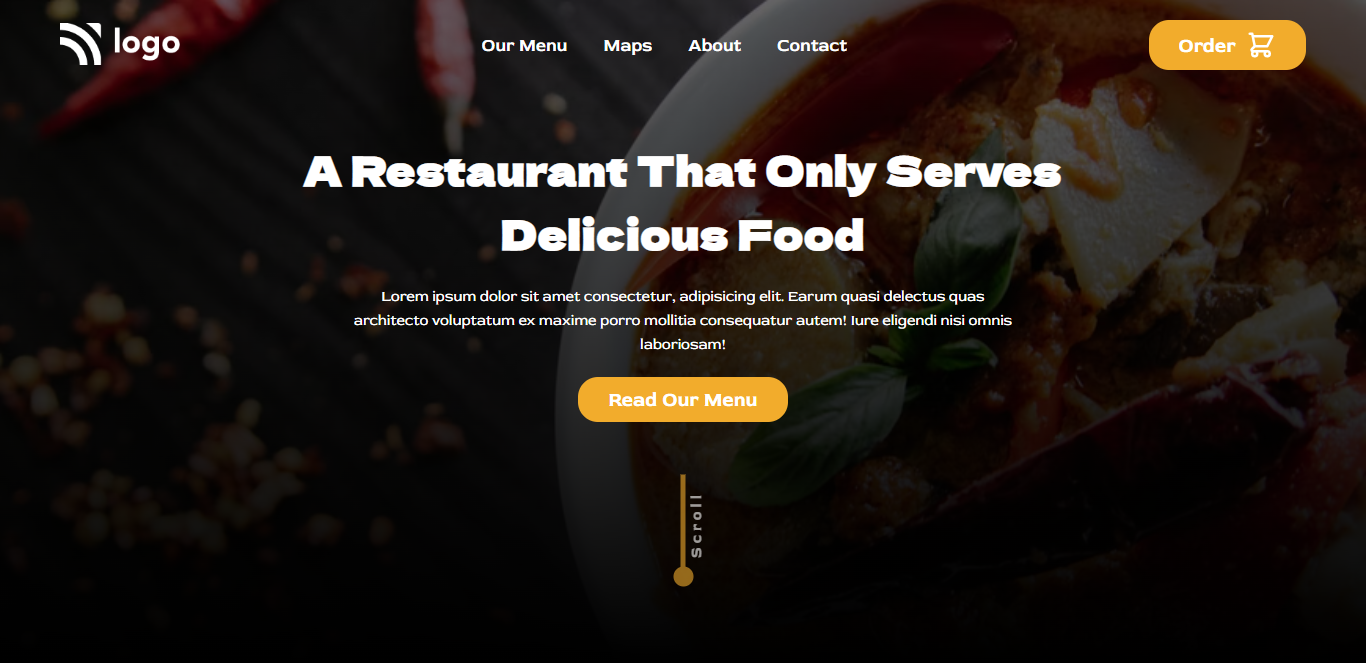 logo
Our Menu Maps About Contact
Order
A Restaurant That Only Serves
Delicious Food
Lorem ipsum dolor sit amet consectetur, adipisicing elit. Earum quasi delectus quas
architecto voluptatum ex maxime porro mollitia consequatur autem! Iure eligendi nisi omnis
laboriosam!
Read Our Menu
Scroll